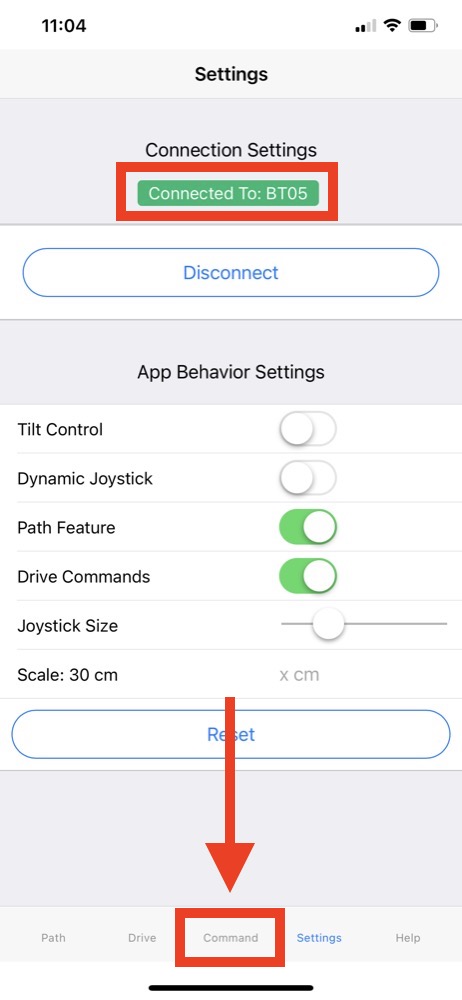 11:04
Settings
Connection Settings
Connected To: BT05
Disconnect
App Behavior Settings
Tilt Control
Dynamic Joystick
Path Feature
Drive Commands
Joystick Size
Scale: 30 cm x cm
Reset
Path Drive Command Settings Help